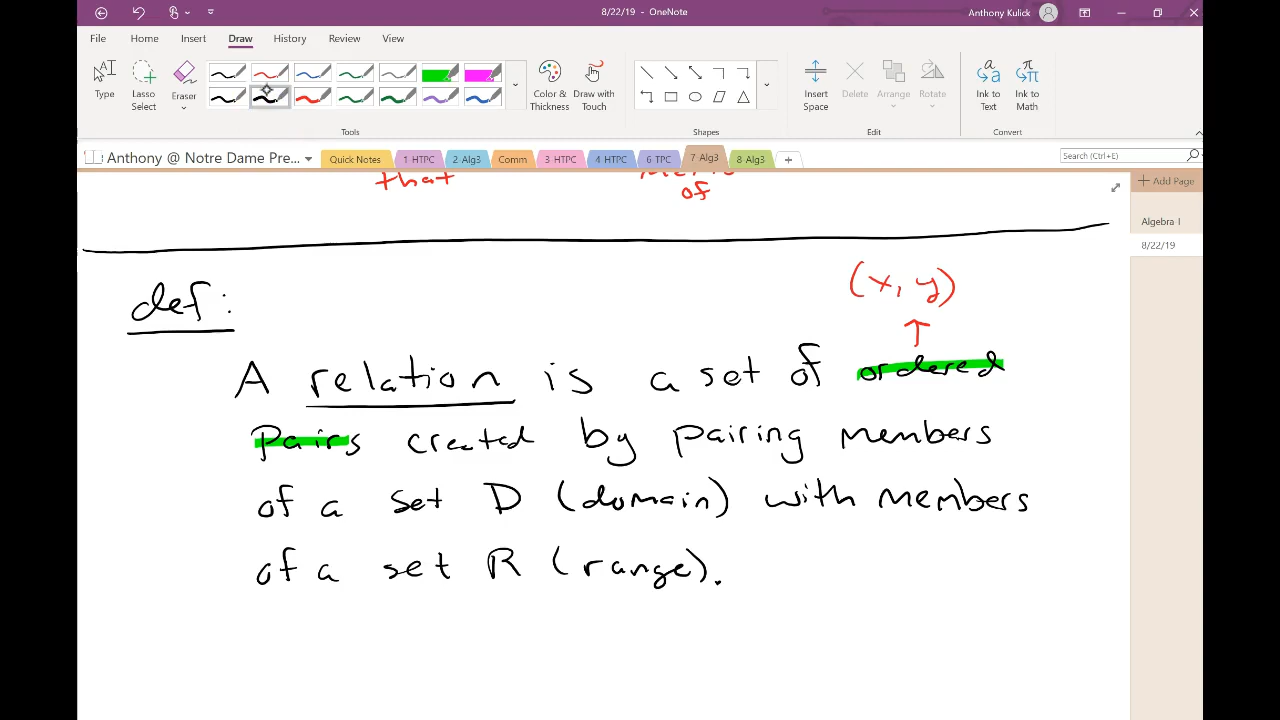 8/22/19 - OneNote
Anthony Kulick
File Home Insert Draw History Review View
Type
Lasso Select
Eraser
Color & Thickness
Draw with Touch
Insert Space
Delete
Arrange
Rotate
Ink to Text
Ink to Math
Tools Shapes Edit Convert
Anthony @ Notre Dame Pre... Quick Notes 1 HTPC 2 Alg3 Comm 3 HTPC 4 HTPC 6 TPC 7 Alg3 8 Alg3 +
Search (Ctrl+E)
+ Add Page
Algebra I
8/22/19
that
of
def:
(x, y)
↑
A relation is a set of ordered
pairs created by pairing members
of a set D (domain) with members
of a set R (range).